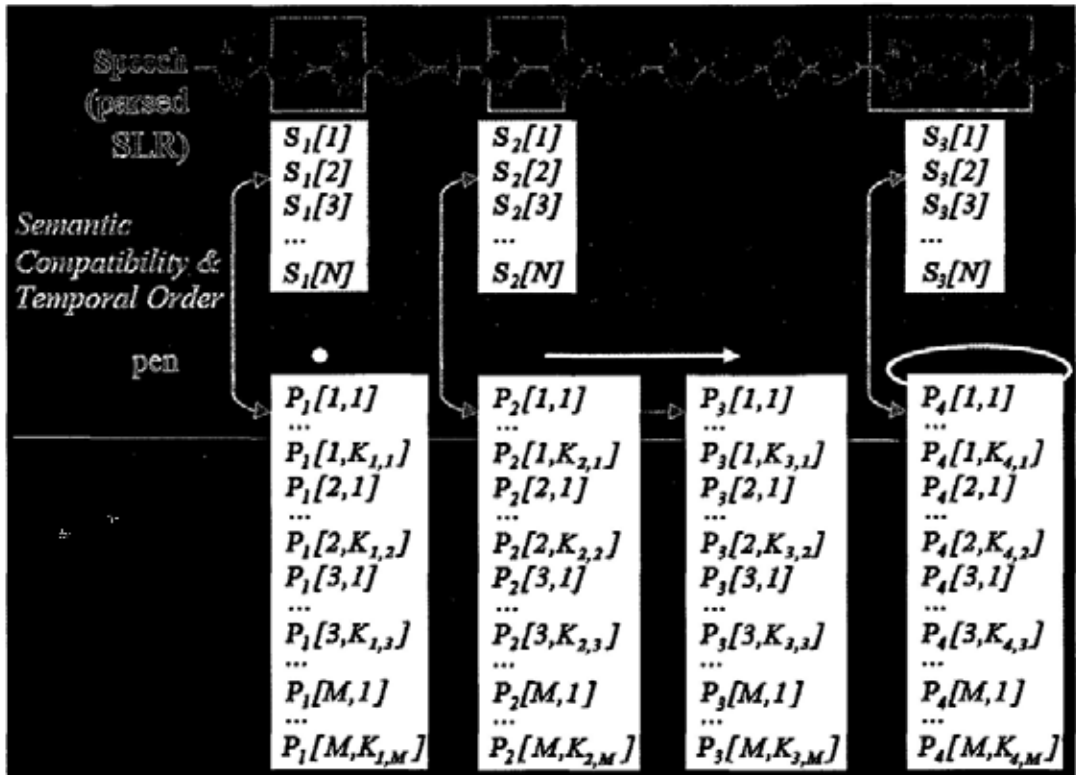 Speech
(parsed
SLR)
S₁[1]
S₁[2]
S₁[3]
...
S₁[N]
S₂[1]
S₂[2]
S₂[3]
...
S₂[N]
S₃[1]
S₃[2]
S₃[3]
...
S₃[N]
Semantic
Compatibility &
Temporal Order
pen
P₁[1,1]
...
P₁[1,K₁,₁]
P₁[2,1]
...
P₁[2,K₁,₂]
P₁[3,1]
...
P₁[3,K₁,₃]
...
P₁[M,1]
...
P₁[M,K₁,M]
P₂[1,1]
...
P₂[1,K₂,₁]
P₂[2,1]
...
P₂[2,K₂,₂]
P₂[3,1]
...
P₂[3,K₂,₃]
...
P₂[M,1]
...
P₂[M,K₂,M]
P₃[1,1]
...
P₃[1,K₃,₁]
P₃[2,1]
...
P₃[2,K₃,₂]
P₃[3,1]
...
P₃[3,K₃,₃]
...
P₃[M,1]
...
P₃[M,K₃,M]
P₄[1,1]
...
P₄[1,K₄,₁]
P₄[2,1]
...
P₄[2,K₄,₂]
P₄[3,1]
...
P₄[3,K₄,₃]
...
P₄[M,1]
...
P₄[M,K₄,M]